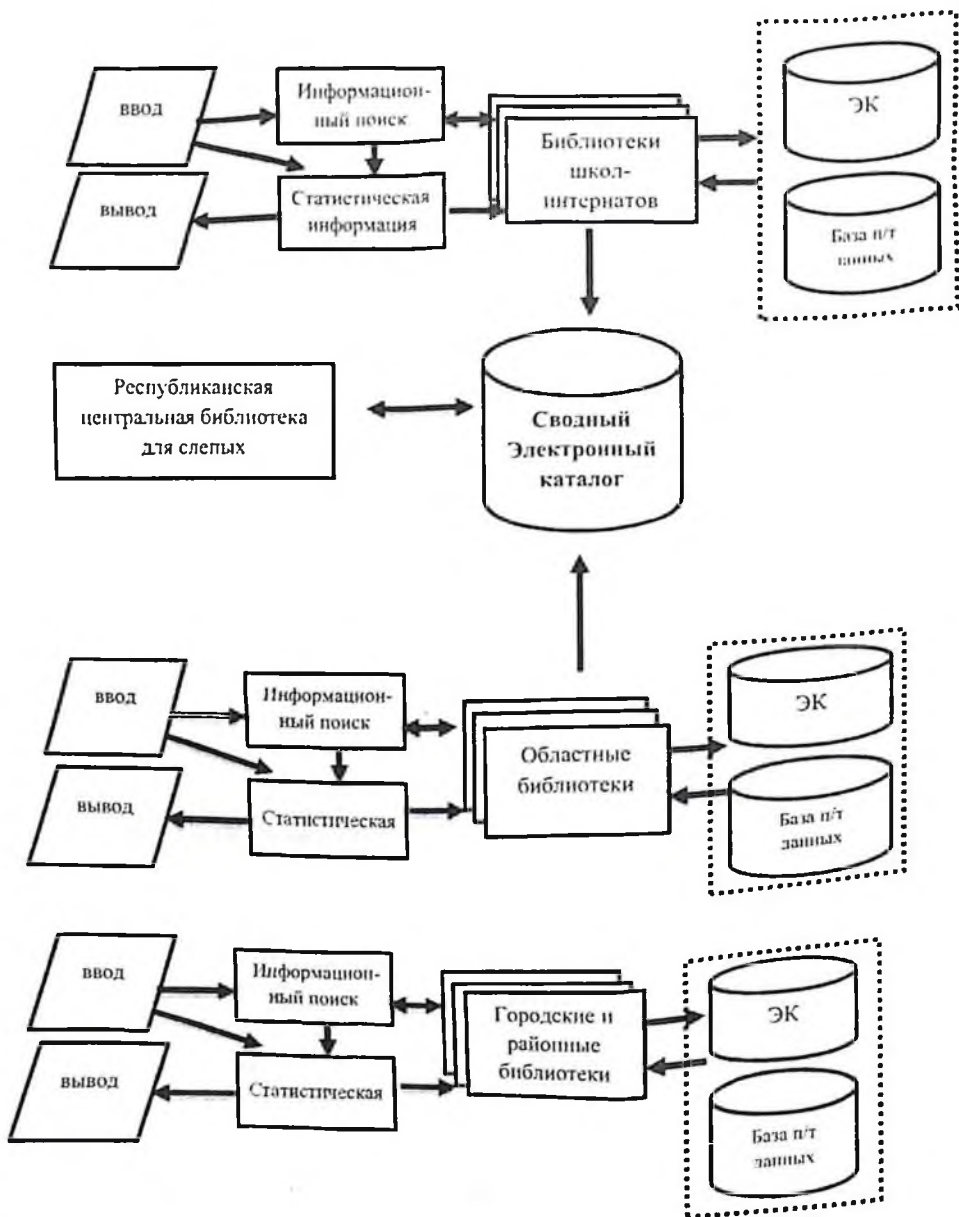 ввод
Информацион-
ный поиск
Библиотеки
школ-
интернатов
ЭК
вывод
Статистическая
информация
База п/т
данных
Республиканская
центральная библиотека
для слепых
Сводный
Электронный
каталог
ввод
Информацион-
ный поиск
Областные
библиотеки
ЭК
вывод
Статистическая
База п/т
данных
ввод
Информацион-
ный поиск
Городские и
районные
библиотеки
ЭК
вывод
Статистическая
База п/т
данных